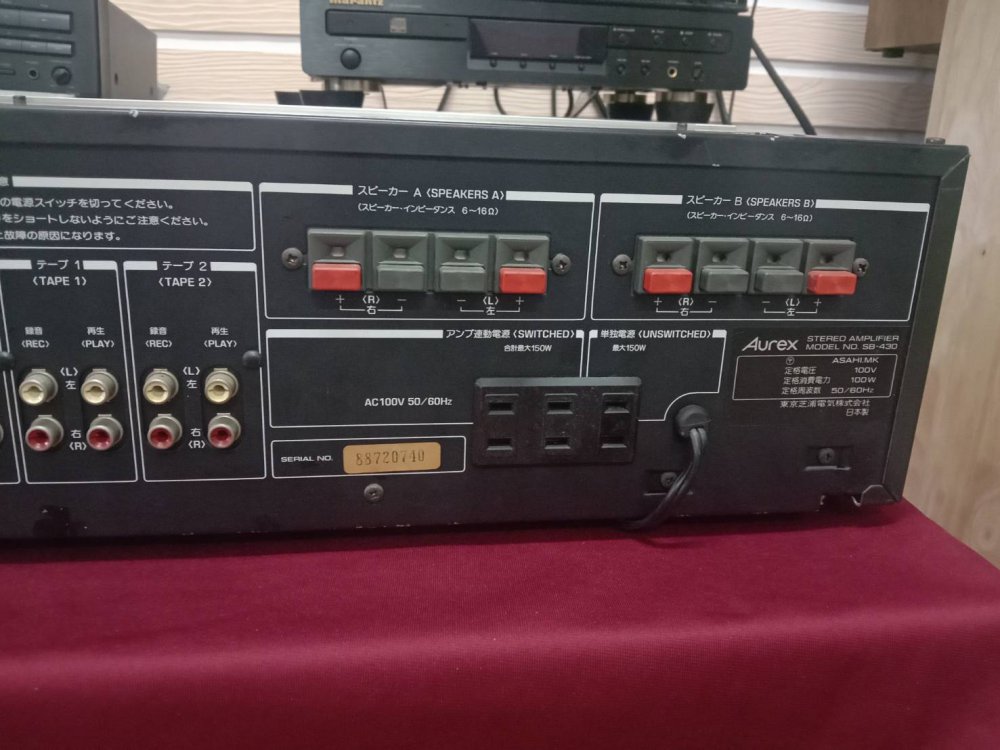 marantz
の電源スイッチを切ってください。
をショートしないようにご注意ください。
故障の原因になります。
スピーカー A 〈SPEAKERS A〉
(スピーカー・インピーダンス 6〜16Ω)
+ 〈R〉 − − 〈L〉 +
右 左
スピーカー B 〈SPEAKERS B〉
(スピーカー・インピーダンス 6〜16Ω)
+ 〈R〉 − − 〈L〉 +
右 左
テープ 1
〈TAPE 1〉
録音 再生
〈REC〉 〈PLAY〉
〈L〉
左
右
〈R〉
テープ 2
〈TAPE 2〉
録音 再生
〈REC〉 〈PLAY〉
〈L〉
左
右
〈R〉
アンプ連動電源〈SWITCHED〉
合計最大150W
単独電源〈UNSWITCHED〉
最大150W
AC100V 50/60Hz
SERIAL NO. 88720740
Aurex STEREO AMPLIFIER
MODEL NO. SB-430
〒 ASAHI.MK
定格電圧 100V
定格消費電力 100W
定格周波数 50/60Hz
東京芝浦電気株式会社
日本製